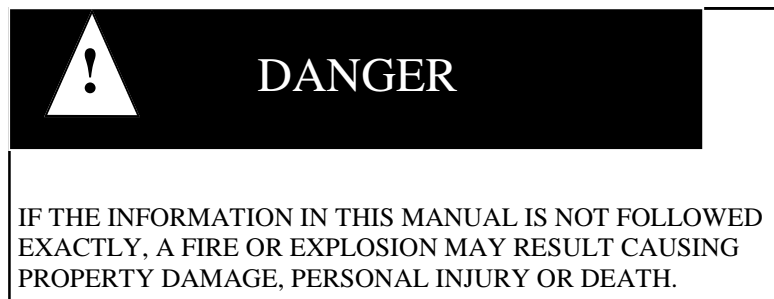 !
DANGER
IF THE INFORMATION IN THIS MANUAL IS NOT FOLLOWED
EXACTLY, A FIRE OR EXPLOSION MAY RESULT CAUSING
PROPERTY DAMAGE, PERSONAL INJURY OR DEATH.